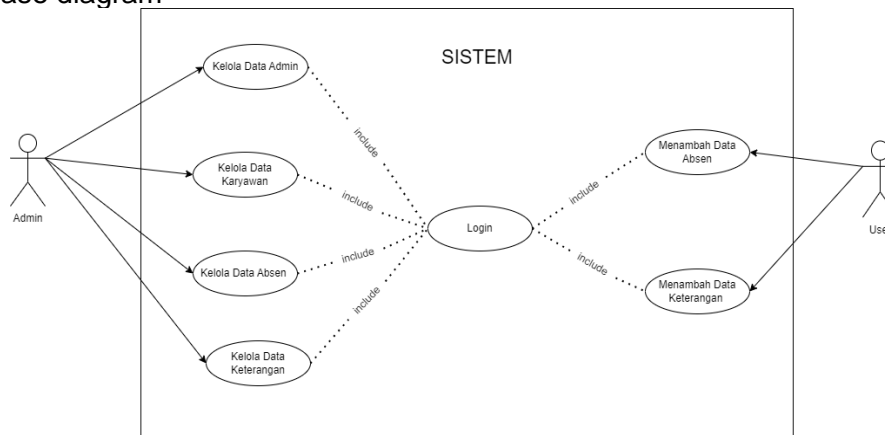 SISTEM
Kelola Data Admin
include
Kelola Data
Karyawan
include
Admin
Kelola Data Absen
include
include
Kelola Data
Keterangan
Login
Menambah Data
Absen
include
include
Menambah Data
Keterangan